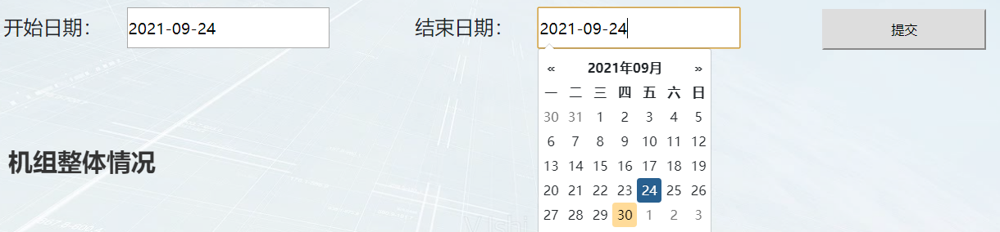 开始日期： 2021-09-24 结束日期： 2021-09-24 提交
« 2021年09月 »
一 二 三 四 五 六 日
30 31 1 2 3 4 5
6 7 8 9 10 11 12
机组整体情况
13 14 15 16 17 18 19
20 21 22 23 24 25 26
27 28 29 30 1 2 3